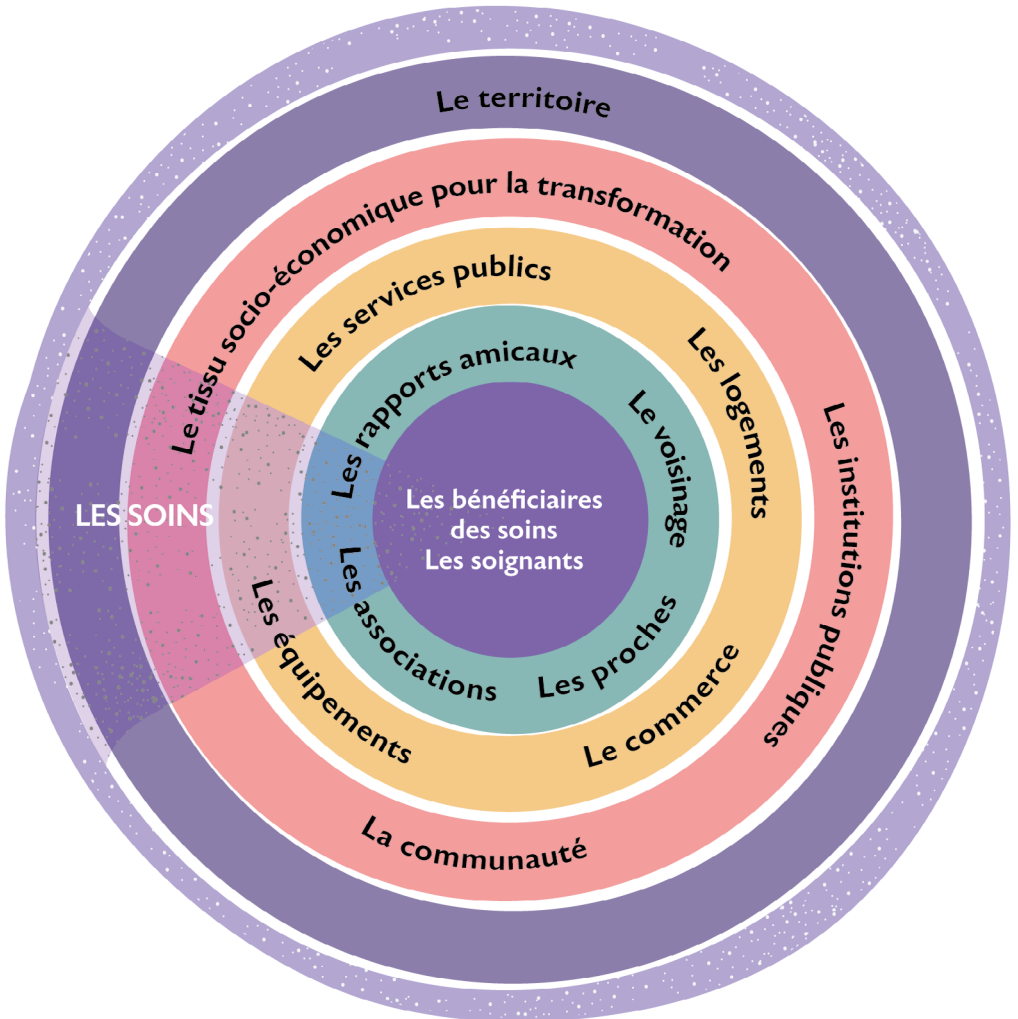 Le territoire
Le tissu socio-économique pour la transformation
Les institutions publiques
La communauté
Les services publics
Les logements
Le commerce
Les équipements
Les rapports amicaux
Le voisinage
Les proches
Les associations
LES SOINS
Les bénéficiaires
des soins
Les soignants